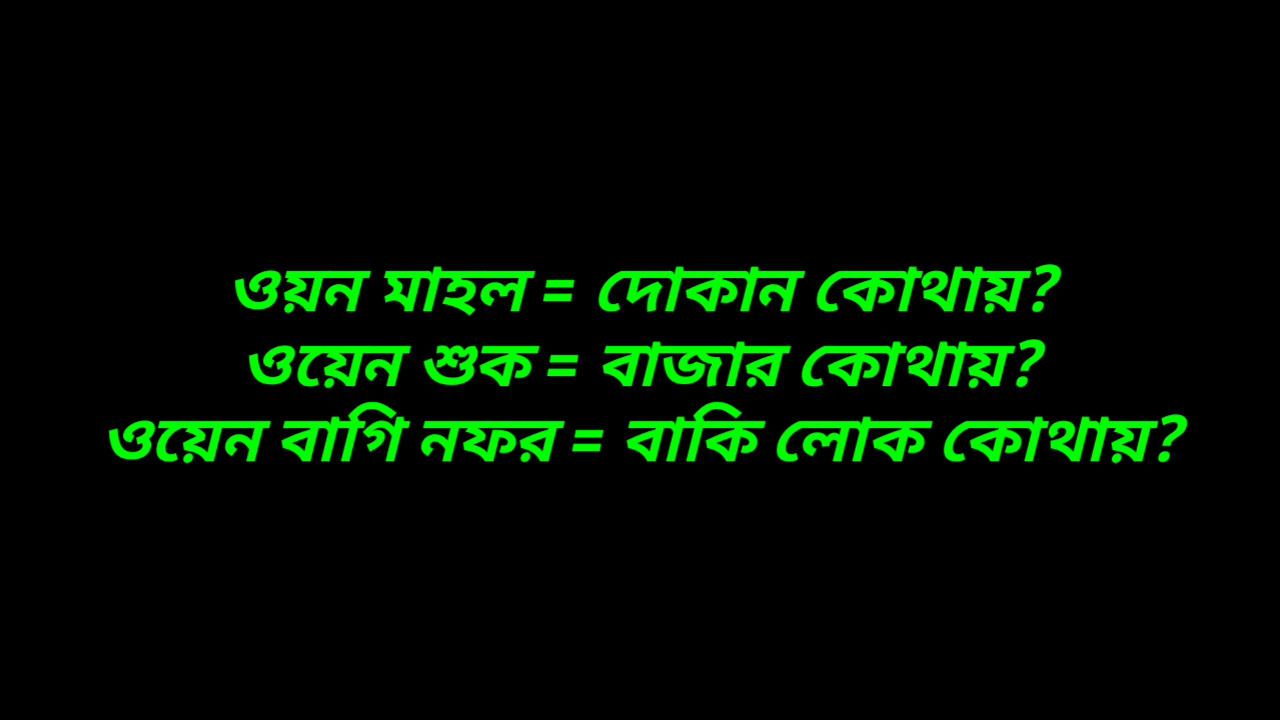 ওয়ন মাহল = দোকান কোথায়?
ওয়েন শুক = বাজার কোথায়?
ওয়েন বাগি নফর = বাকি লোক কোথায়?